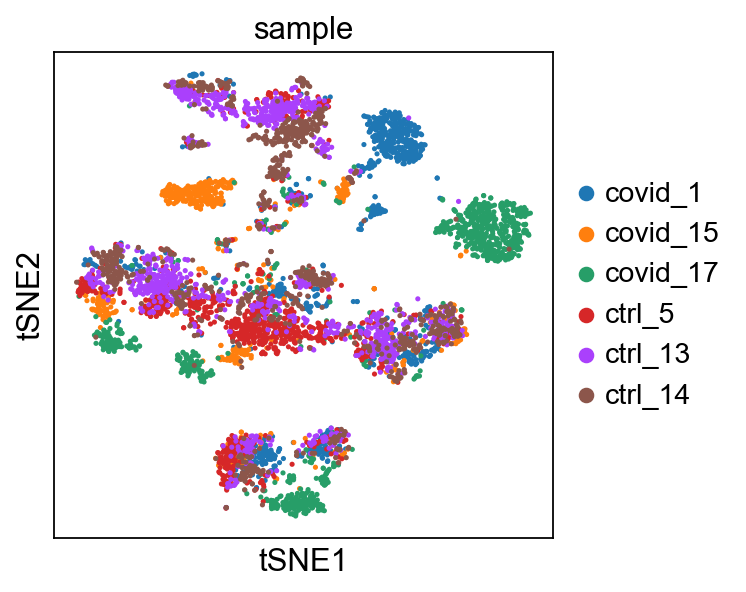 sample
tSNE2
tSNE1
covid_1
covid_15
covid_17
ctrl_5
ctrl_13
ctrl_14